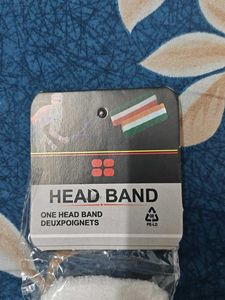 HEAD BAND
ONE HEAD BAND
DEUXPOIGNETS
PE-LD